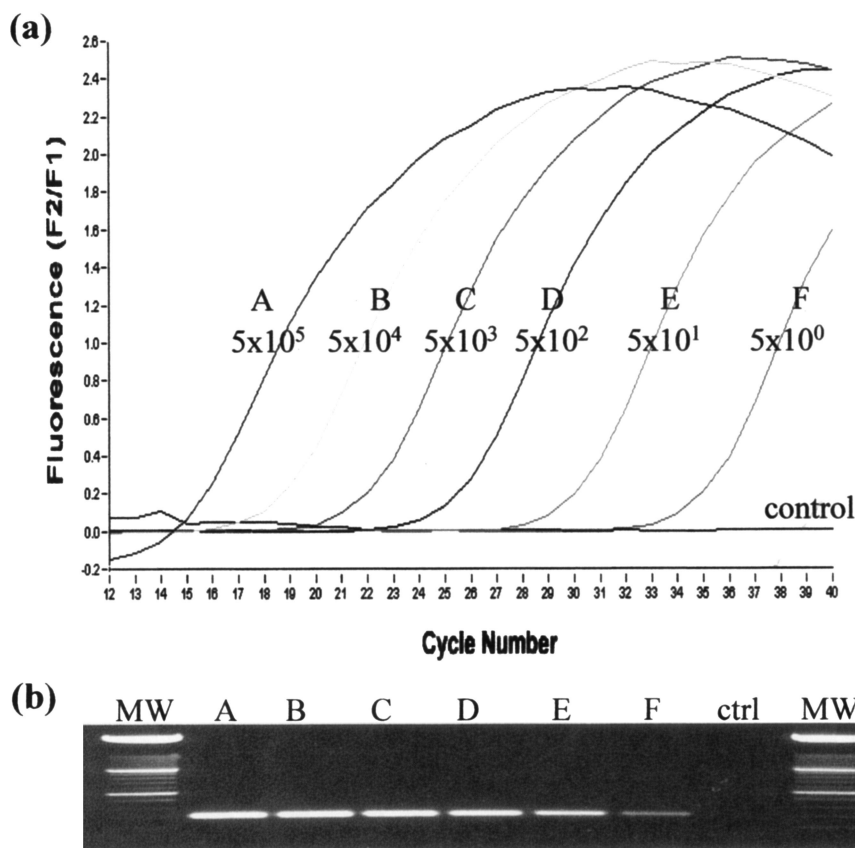 (a)
Fluorescence (F2/F1)
2.6
2.4
2.2
2.0
1.8
1.6
1.4
1.2
1.0
0.8
0.6
0.4
0.2
0.0
-0.2
A B C D E F
5x10⁵ 5x10⁴ 5x10³ 5x10² 5x10¹ 5x10⁰
control
12 13 14 15 16 17 18 19 20 21 22 23 24 25 26 27 28 29 30 31 32 33 34 35 36 37 38 39 40
Cycle Number
(b)
MW A B C D E F ctrl MW